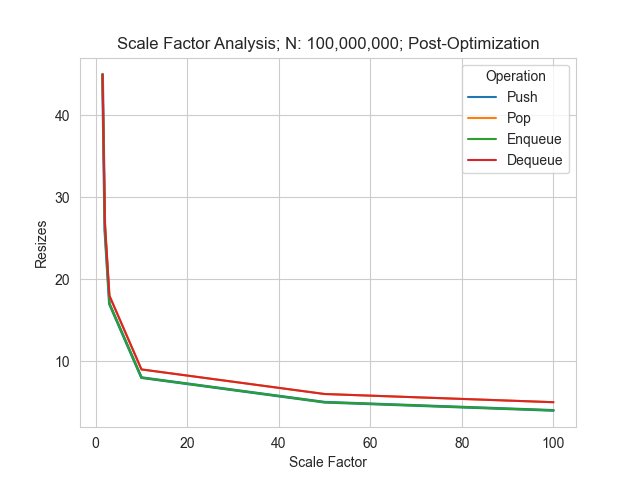 Scale Factor Analysis; N: 100,000,000; Post-Optimization
Operation
Push
Pop
Enqueue
Dequeue
40
30
20
10
Resizes
0
20
40
60
80
100
Scale Factor